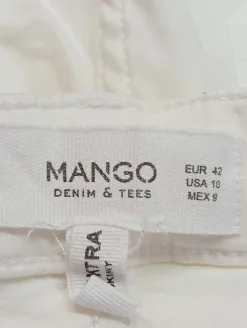 MANGO
DENIM & TEES
EUR 42
USA 10
MEX 9
XTRA